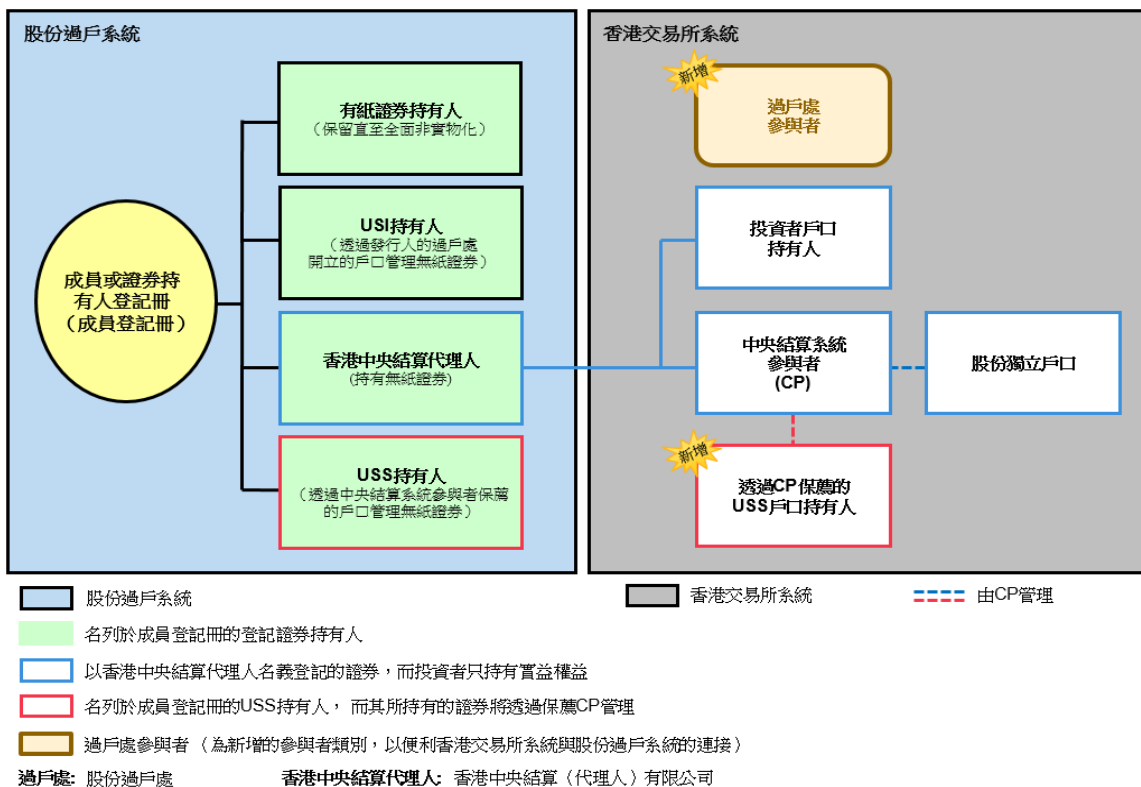 股份過戶系統
有紙證券持有人
（保留直至全面非實物化）
USI持有人
（透過發行人的過戶處
開立的戶口管理無紙證券）
成員或證券持
有人登記冊
（成員登記冊）
香港中央結算代理人
(持有無紙證券)
USS持有人
（透過中央結算系統參與者保薦
的戶口管理無紙證券）
香港交易所系統
新增
過戶處
參與者
投資者戶口
持有人
中央結算系統
參與者
(CP)
股份獨立戶口
新增
透過CP保薦的
USS戶口持有人
股份過戶系統
香港交易所系統
由CP管理
名列於成員登記冊的登記證券持有人
以香港中央結算代理人名義登記的證券，而投資者只持有實益權益
名列於成員登記冊的USS持有人， 而其所持有的證券將透過保薦CP管理
過戶處參與者 （為新增的參與者類別，以便利香港交易所系統與股份過戶系統的連接）
過戶處: 股份過戶處
香港中央結算代理人: 香港中央結算（代理人）有限公司